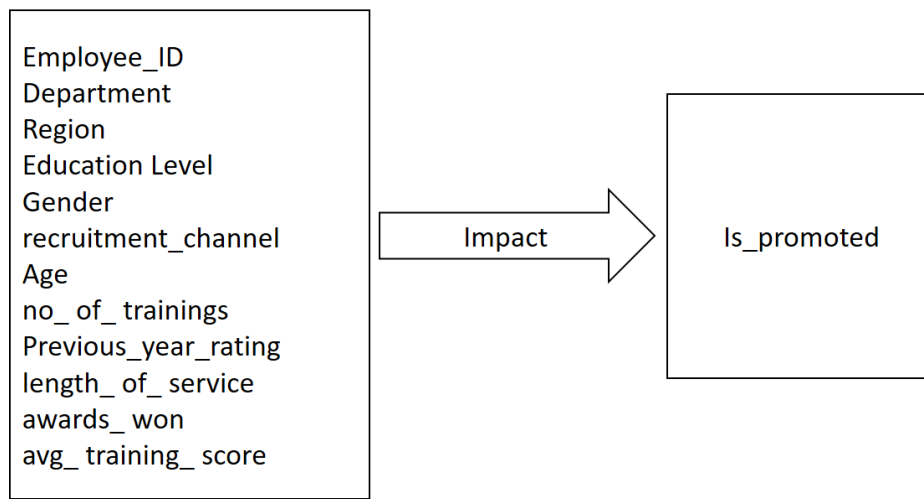 Employee_ID
Department
Region
Education Level
Gender
recruitment_channel
Age
no_ of_ trainings
Previous_year_rating
length_ of_ service
awards_ won
avg_ training_ score
Impact
Is_promoted